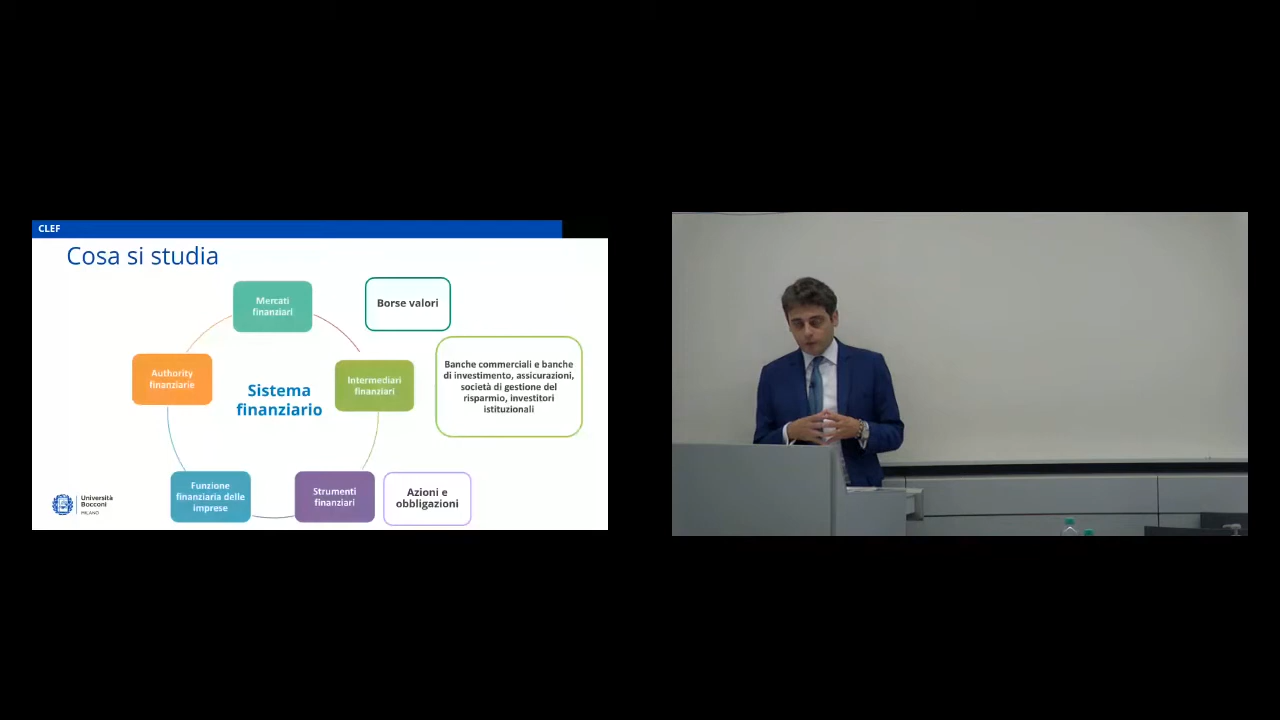 CLEF
Cosa si studia
Mercati
finanziari
Borse valori
Authority
finanziarie
Sistema
finanziario
Intermediari
finanziari
Banche commerciali e banche
di investimento, assicurazioni,
società di gestione del
risparmio, investitori
istituzionali
Funzione
finanziaria delle
imprese
Strumenti
finanziari
Azioni e
obbligazioni
Università
Bocconi
MILANO